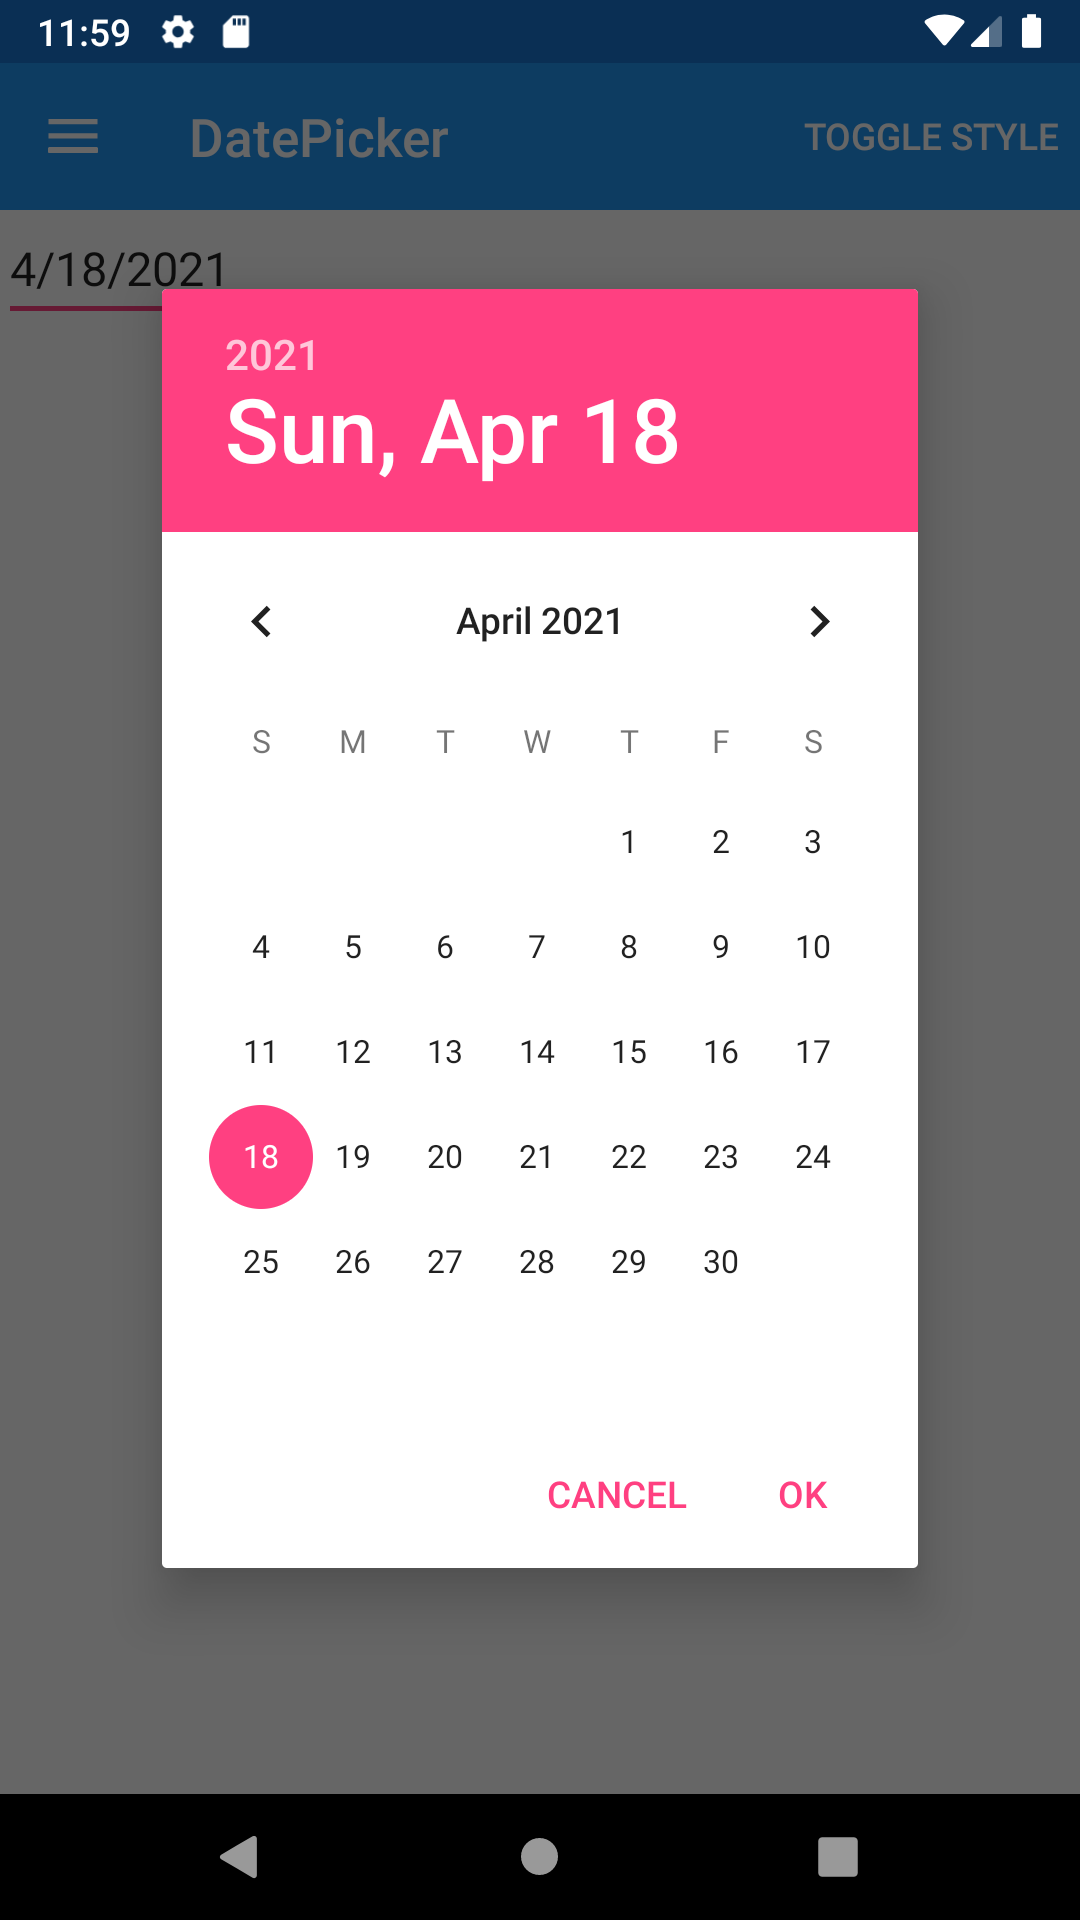 11:59
DatePicker TOGGLE STYLE
4/18/2021
2021
Sun, Apr 18
April 2021
S M T W T F S
1 2 3
4 5 6 7 8 9 10
11 12 13 14 15 16 17
18 19 20 21 22 23 24
25 26 27 28 29 30
CANCEL OK